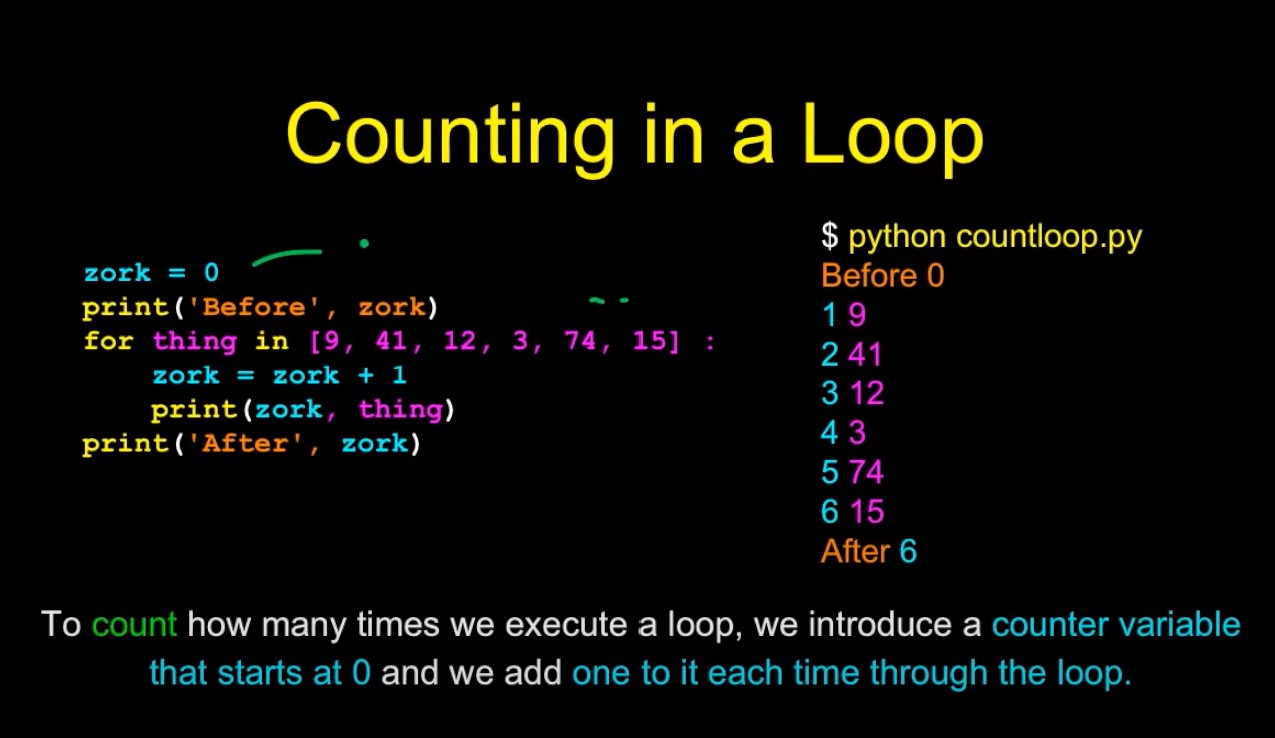 Counting in a Loop
zork = 0
print('Before', zork)
for thing in [9, 41, 12, 3, 74, 15] :
    zork = zork + 1
    print(zork, thing)
print('After', zork)
$ python countloop.py
Before 0
1 9
2 41
3 12
4 3
5 74
6 15
After 6
To count how many times we execute a loop, we introduce a counter variable
that starts at 0 and we add one to it each time through the loop.